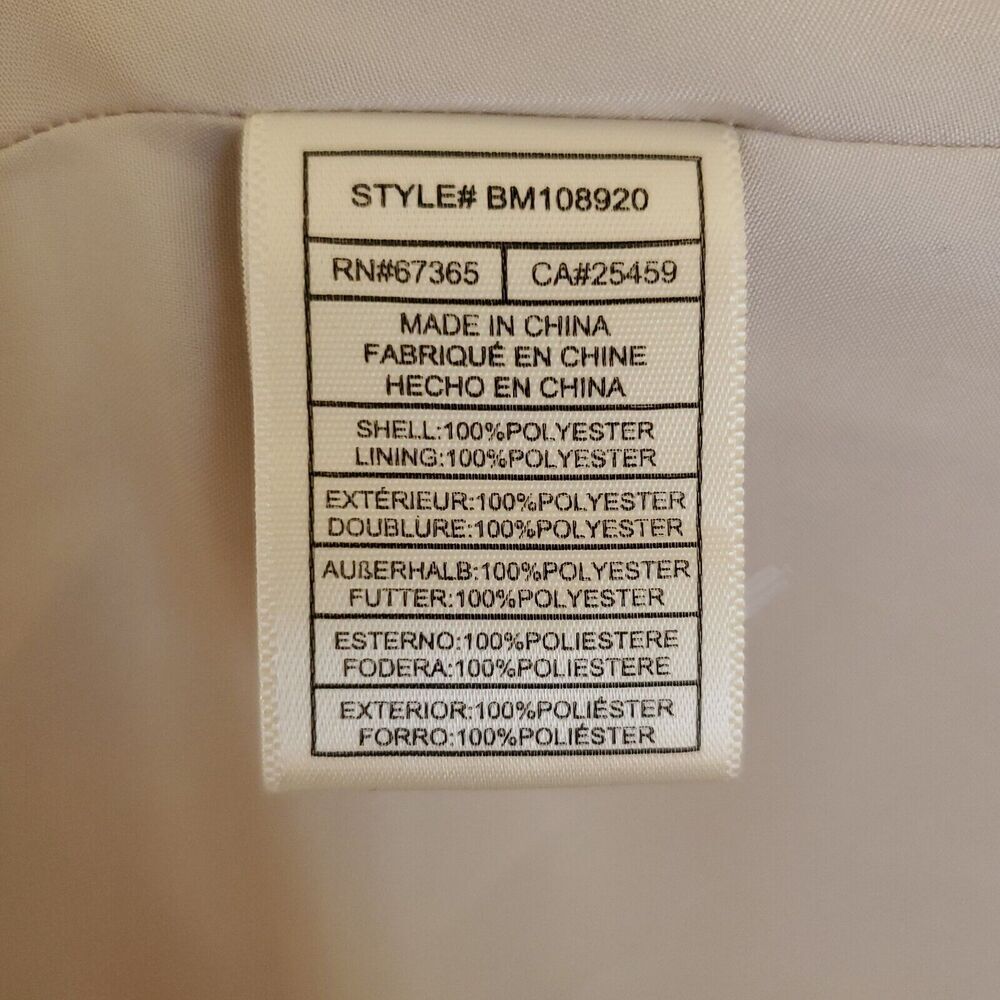 STYLE# BM108920
RN#67365 CA#25459
MADE IN CHINA
FABRIQUÉ EN CHINE
HECHO EN CHINA
SHELL:100%POLYESTER
LINING:100%POLYESTER
EXTÉRIEUR:100%POLYESTER
DOUBLURE:100%POLYESTER
AUßERHALB:100%POLYESTER
FUTTER:100%POLYESTER
ESTERNO:100%POLIESTERE
FODERA:100%POLIESTERE
EXTERIOR:100%POLIÉSTER
FORRO:100%POLIÉSTER